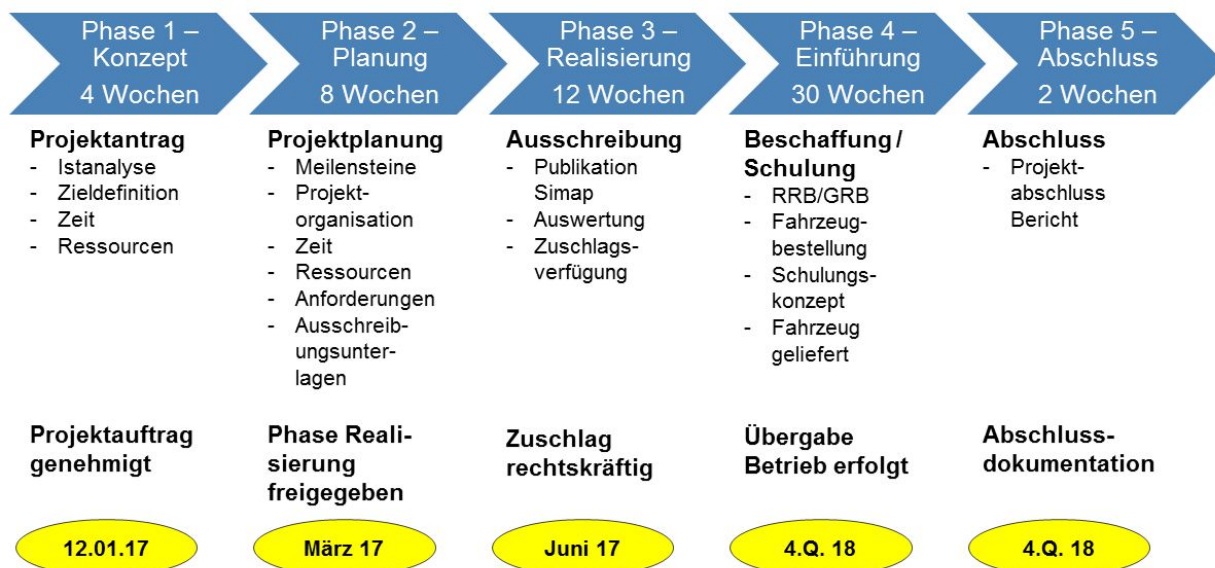 Phase 1 –
Konzept
4 Wochen
Phase 2 –
Planung
8 Wochen
Phase 3 –
Realisierung
12 Wochen
Phase 4 –
Einführung
30 Wochen
Phase 5 –
Abschluss
2 Wochen
Projektantrag
- Istanalyse
- Zieldefinition
- Zeit
- Ressourcen
Projektplanung
- Meilensteine
- Projekt-
organisation
- Zeit
- Ressourcen
- Anforderungen
- Ausschreib-
ungsunter-
lagen
Ausschreibung
- Publikation
Simap
- Auswertung
- Zuschlags-
verfügung
Beschaffung /
Schulung
- RRB/GRB
- Fahrzeug-
bestellung
- Schulungs-
konzept
- Fahrzeug
geliefert
Abschluss
- Projekt-
abschluss
Bericht
Projektauftrag
genehmigt
Phase Reali-
sierung
freigegeben
Zuschlag
rechtskräftig
Übergabe
Betrieb erfolgt
Abschluss-
dokumentation
12.01.17
März 17
Juni 17
4.Q. 18
4.Q. 18